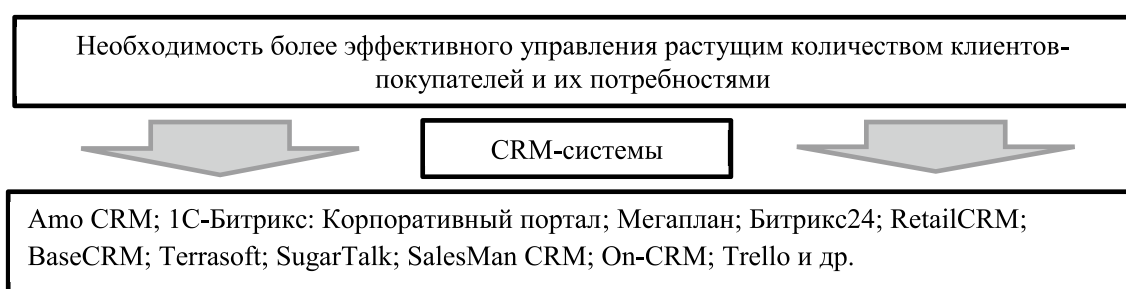 Необходимость более эффективного управления растущим количеством клиентов-
покупателей и их потребностями
CRM-системы
Amo CRM; 1С-Битрикс: Корпоративный портал; Мегаплан; Битрикс24; RetailCRM;
BaseCRM; Terrasoft; SugarTalk; SalesMan CRM; On-CRM; Trello и др.